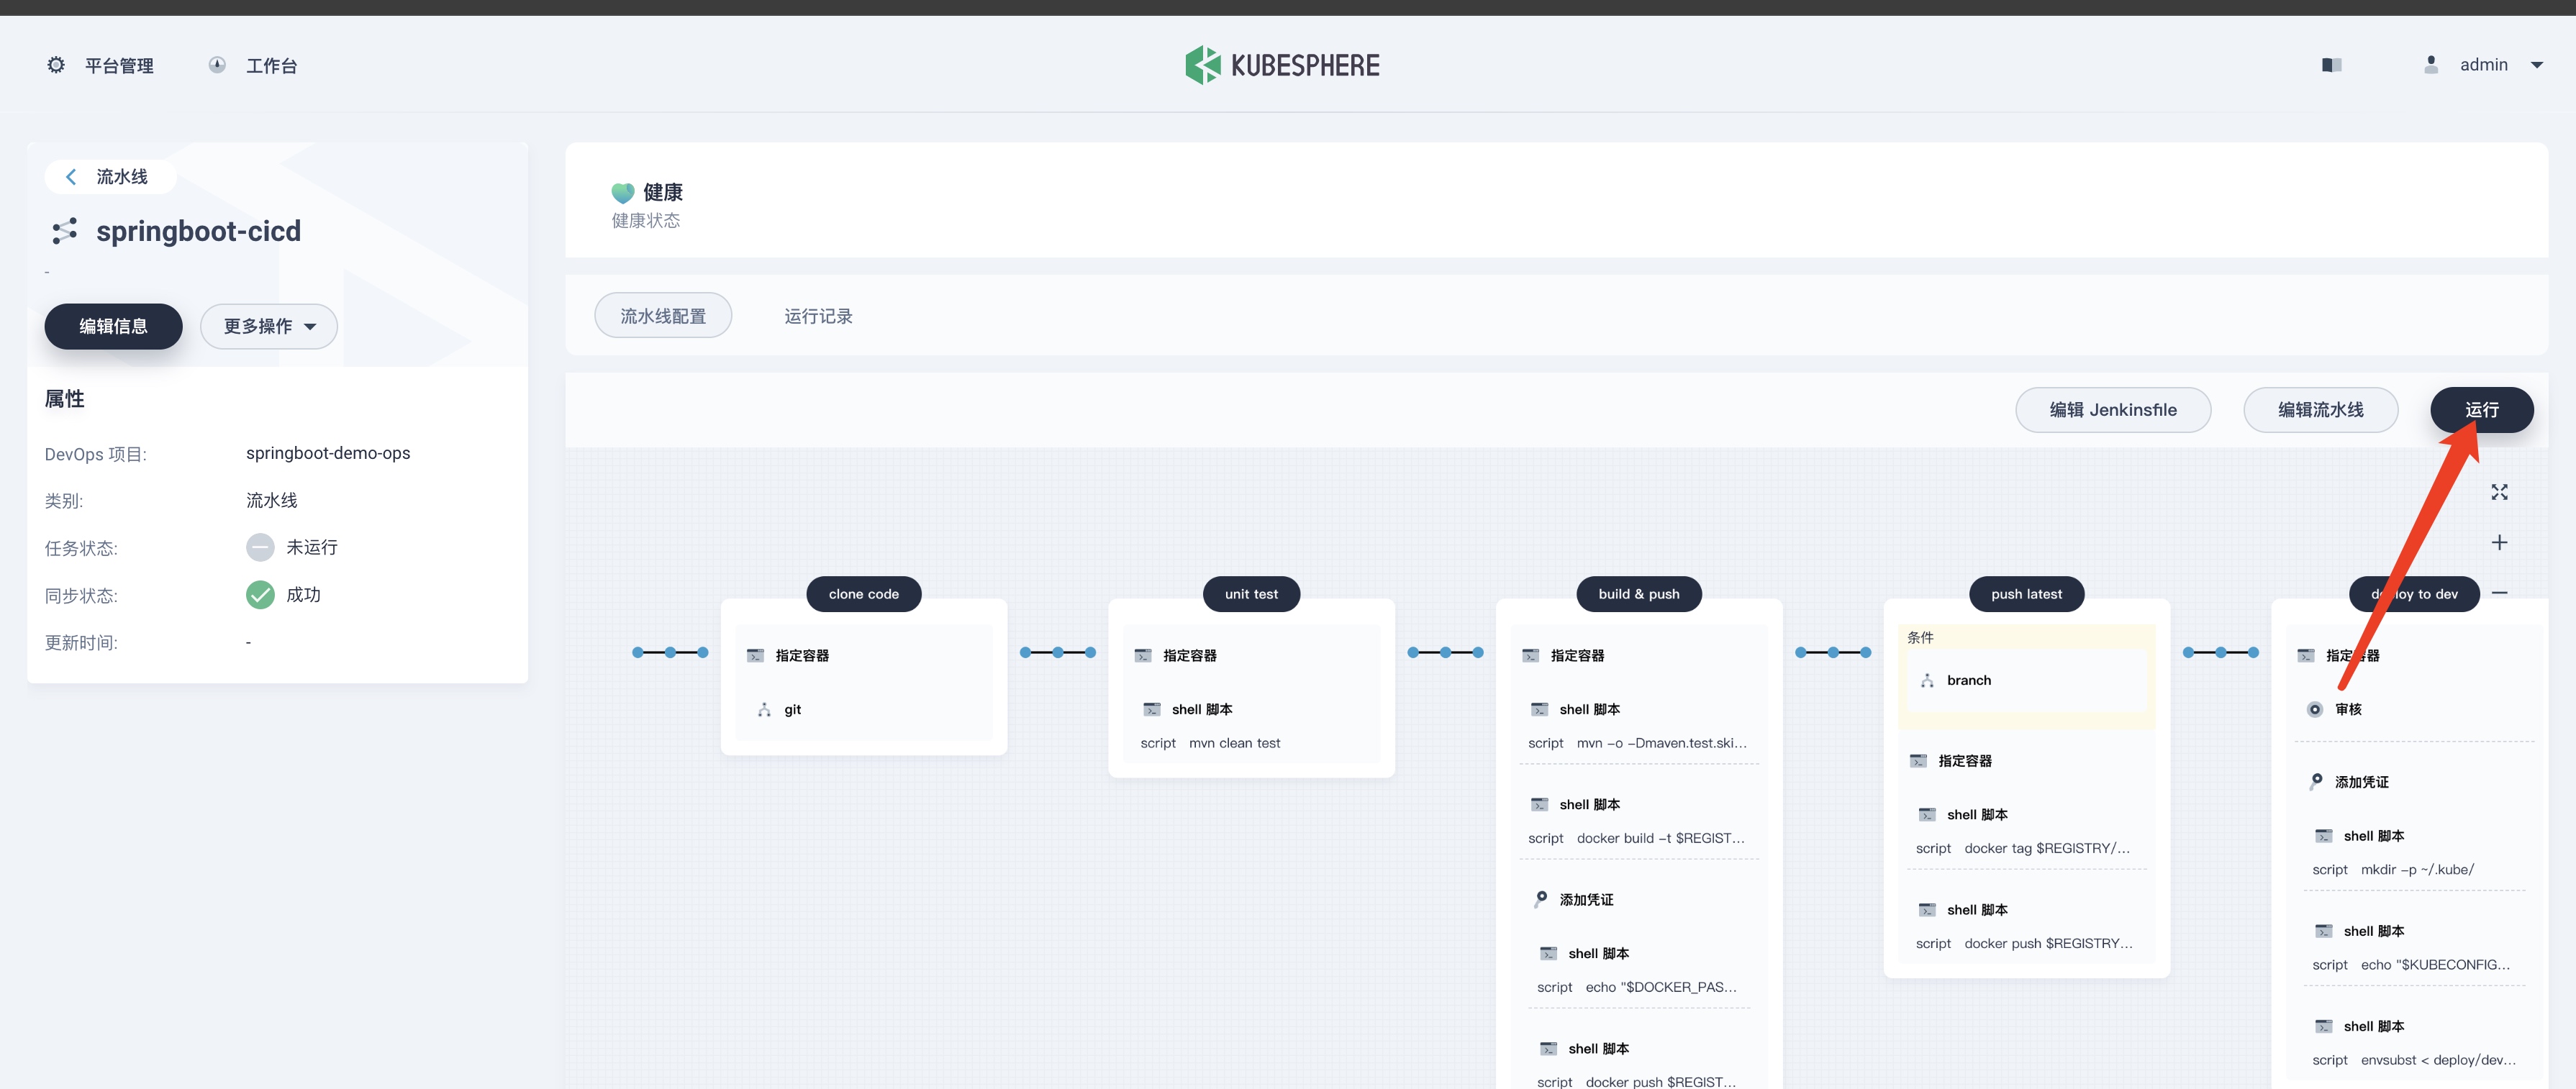 平台管理
工作台
KUBESPHERE
admin
流水线
springboot-cicd
-
编辑信息
更多操作
属性
DevOps 项目: springboot-demo-ops
类别: 流水线
任务状态: 未运行
同步状态: 成功
更新时间: -
健康
健康状态
流水线配置
运行记录
编辑 Jenkinsfile
编辑流水线
运行
clone code
指定容器
git
unit test
指定容器
shell 脚本
script mvn clean test
build & push
指定容器
shell 脚本
script mvn -o -Dmaven.test.ski...
shell 脚本
script docker build -t $REGIST...
添加凭证
shell 脚本
script echo "$DOCKER_PAS...
shell 脚本
script docker push $REGIST...
push latest
条件
branch
指定容器
shell 脚本
script docker tag $REGISTRY/...
shell 脚本
script docker push $REGISTRY...
deploy to dev
指定容器
审核
添加凭证
shell 脚本
script mkdir -p ~/.kube/
shell 脚本
script echo "$KUBECONFIG...
shell 脚本
script envsubst < deploy/dev...